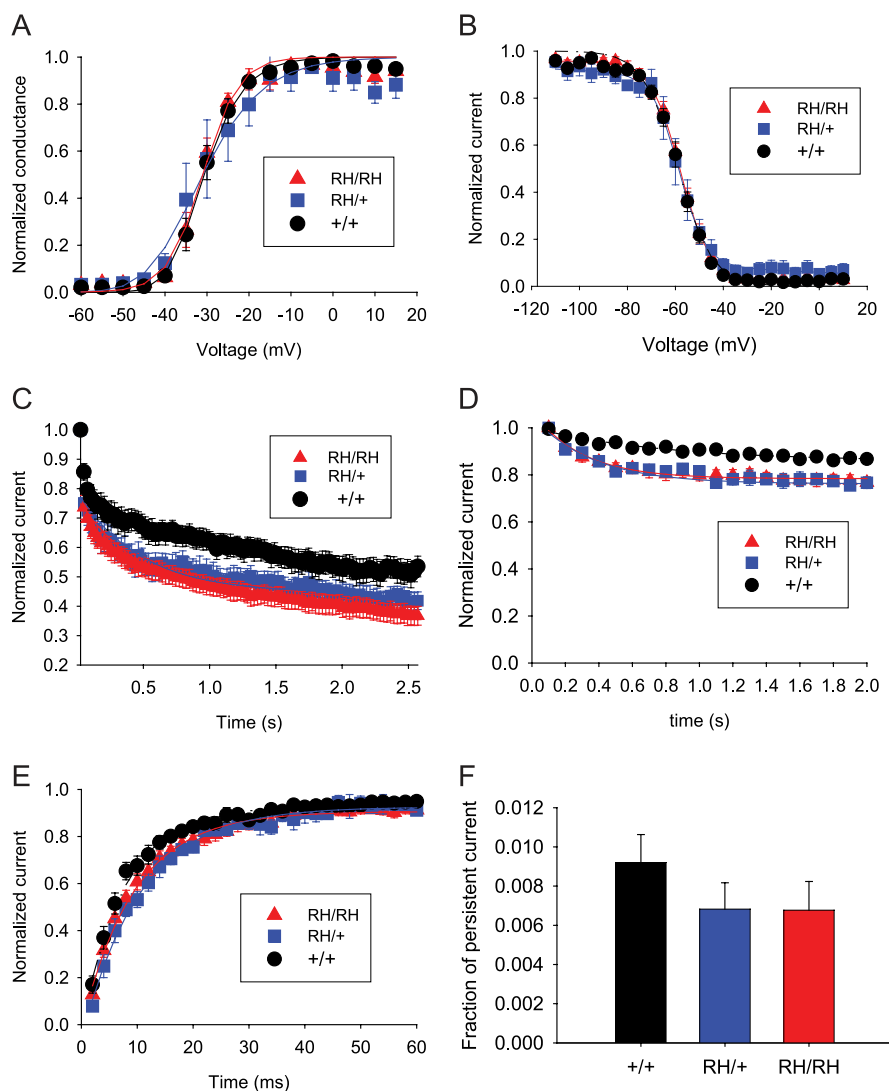 A
Normalized conductance
1.0
0.8
0.6
0.4
0.2
0.0
-60 -50 -40 -30 -20 -10 0 10 20
Voltage (mV)
RH/RH
RH/+
+/+
B
Normalized current
1.0
0.8
0.6
0.4
0.2
0.0
-120 -100 -80 -60 -40 -20 0 20
Voltage (mV)
RH/RH
RH/+
+/+
C
Normalized current
1.0
0.9
0.8
0.7
0.6
0.5
0.4
0.3
0.2
0.5 1.0 1.5 2.0 2.5
Time (s)
RH/RH
RH/+
+/+
D
Normalized current
1.0
0.8
0.6
0.4
0.2
0.0
0.0 0.2 0.4 0.6 0.8 1.0 1.2 1.4 1.6 1.8 2.0
time (s)
RH/RH
RH/+
+/+
E
Normalized current
1.0
0.8
0.6
0.4
0.2
0.0
0 10 20 30 40 50 60
Time (ms)
RH/RH
RH/+
+/+
F
Fraction of persistent current
0.012
0.010
0.008
0.006
0.004
0.002
0.000
+/+ RH/+ RH/RH